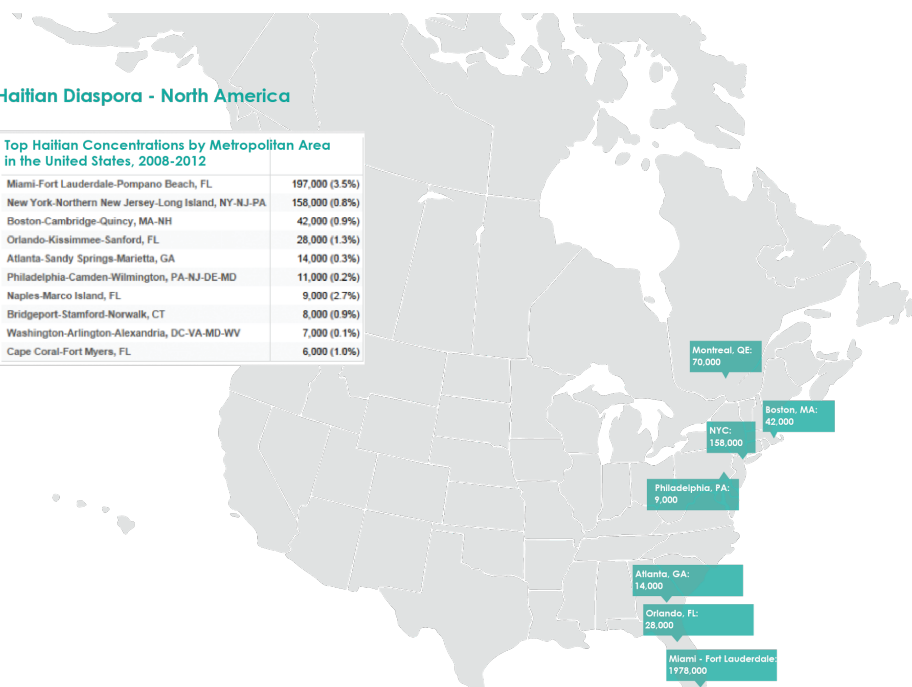 Haitian Diaspora - North America
Top Haitian Concentrations by Metropolitan Area
in the United States, 2008-2012
Miami-Fort Lauderdale-Pompano Beach, FL 197,000 (3.5%)
New York-Northern New Jersey-Long Island, NY-NJ-PA 158,000 (0.8%)
Boston-Cambridge-Quincy, MA-NH 42,000 (0.9%)
Orlando-Kissimmee-Sanford, FL 28,000 (1.3%)
Atlanta-Sandy Springs-Marietta, GA 14,000 (0.3%)
Philadelphia-Camden-Wilmington, PA-NJ-DE-MD 11,000 (0.2%)
Naples-Marco Island, FL 9,000 (2.7%)
Bridgeport-Stamford-Norwalk, CT 8,000 (0.9%)
Washington-Arlington-Alexandria, DC-VA-MD-WV 7,000 (0.1%)
Cape Coral-Fort Myers, FL 6,000 (1.0%)
Montreal, QE:
70,000
Boston, MA:
42,000
NYC:
158,000
Philadelphia, PA:
9,000
Atlanta, GA:
14,000
Orlando, FL:
28,000
Miami - Fort Lauderdale:
1978,000